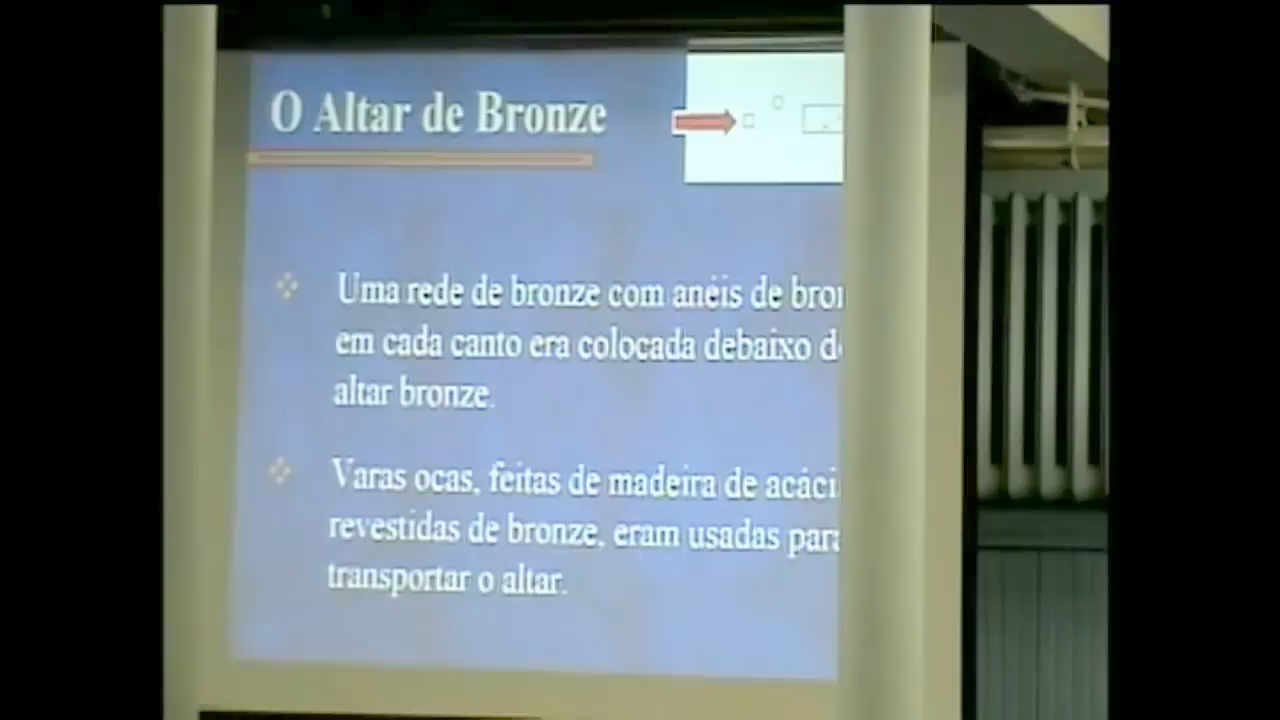 O Altar de Bronze
Uma rede de bronze com anéis de
em cada canto era colocada debaixo
altar bronze.
Varas ocas, feitas de madeira de
revestidas de bronze, eram usadas
transportar o altar.